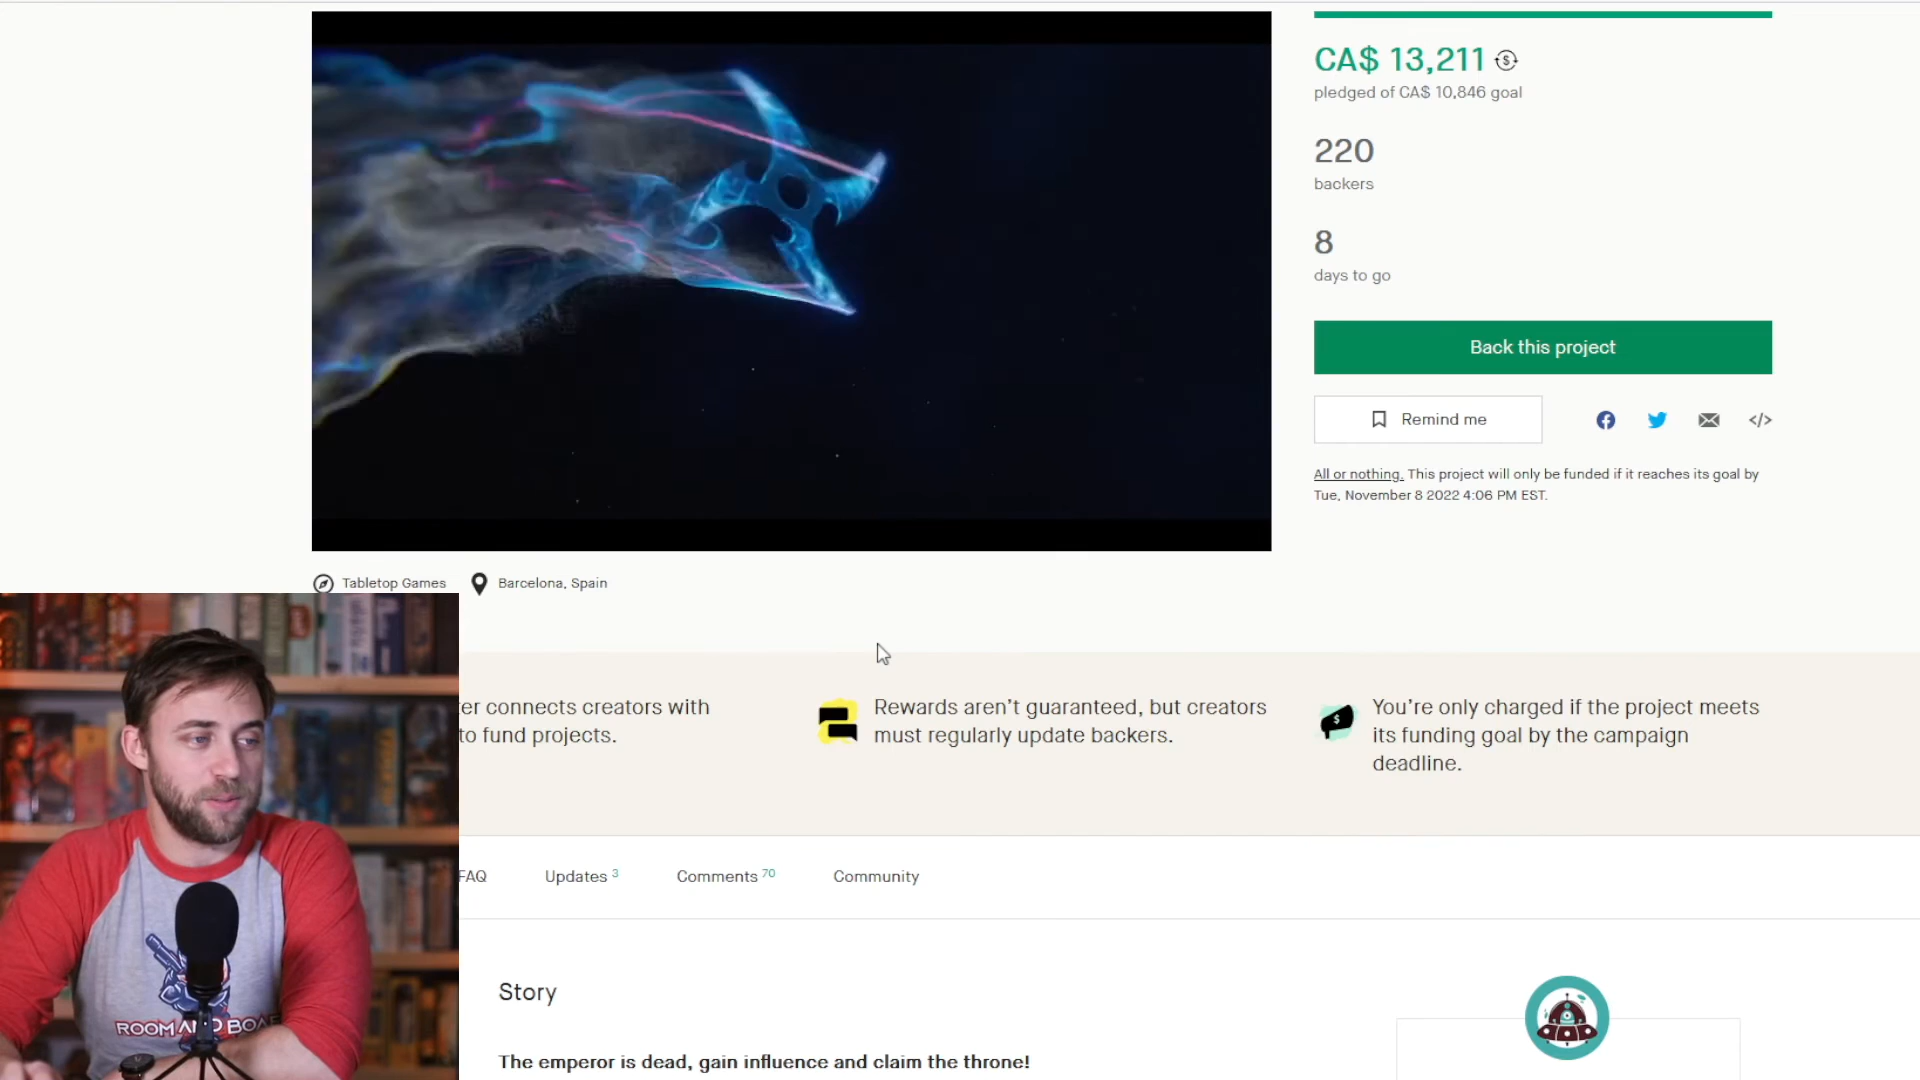 CA$ 13,211
pledged of CA$ 10,846 goal
220
backers
8
days to go
Back this project
Remind me
All or nothing. This project will only be funded if it reaches its goal by
Tue, November 8 2022 4:06 PM EST.
Tabletop Games
Barcelona, Spain
er connects creators with
to fund projects.
Rewards aren't guaranteed, but creators
must regularly update backers.
You're only charged if the project meets
its funding goal by the campaign
deadline.
FAQ
Updates 3
Comments 70
Community
Story
The emperor is dead, gain influence and claim the throne!
ROOM AND BOA